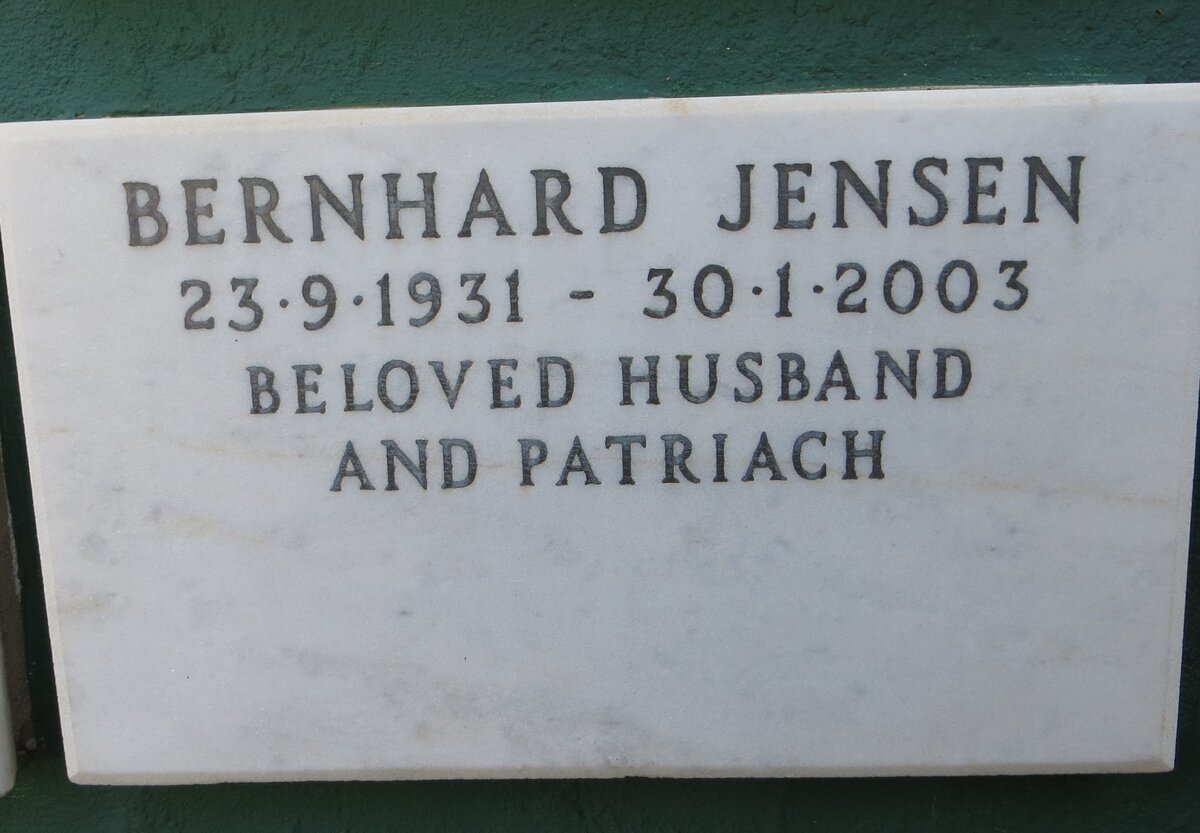 BERNHARD JENSEN
23·9·1931 - 30·1·2003
BELOVED HUSBAND
AND PATRIACH